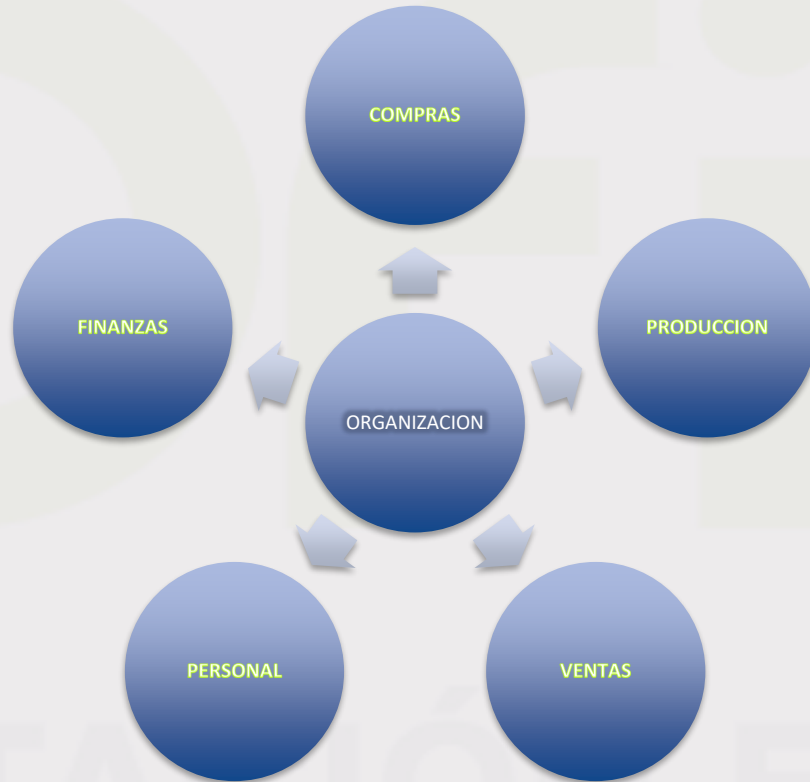 COMPRAS
FINANZAS
PRODUCCION
ORGANIZACION
PERSONAL
VENTAS